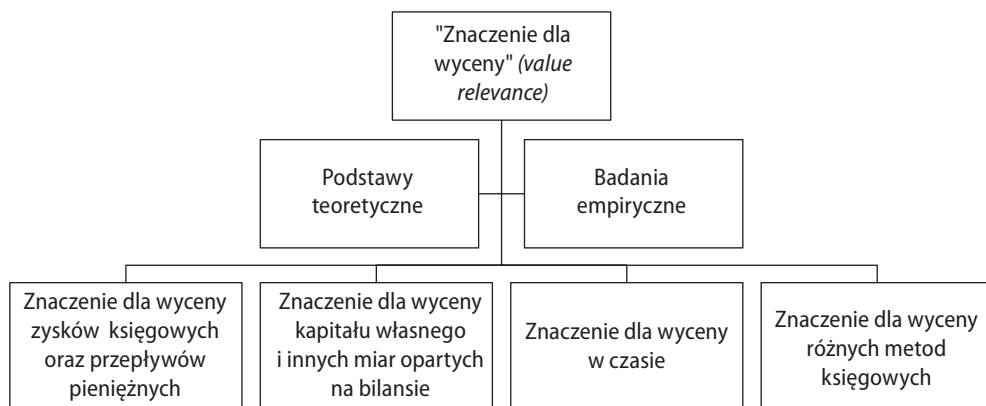 "Znaczenie dla
wyceny" (value
relevance)
Podstawy
teoretyczne
Badania
empiryczne
Znaczenie dla wyceny
zysków księgowych
oraz przepływów
pieniężnych
Znaczenie dla wyceny
kapitału własnego
i innych miar opartych
na bilansie
Znaczenie dla wyceny
w czasie
Znaczenie dla wyceny
różnych metod
księgowych